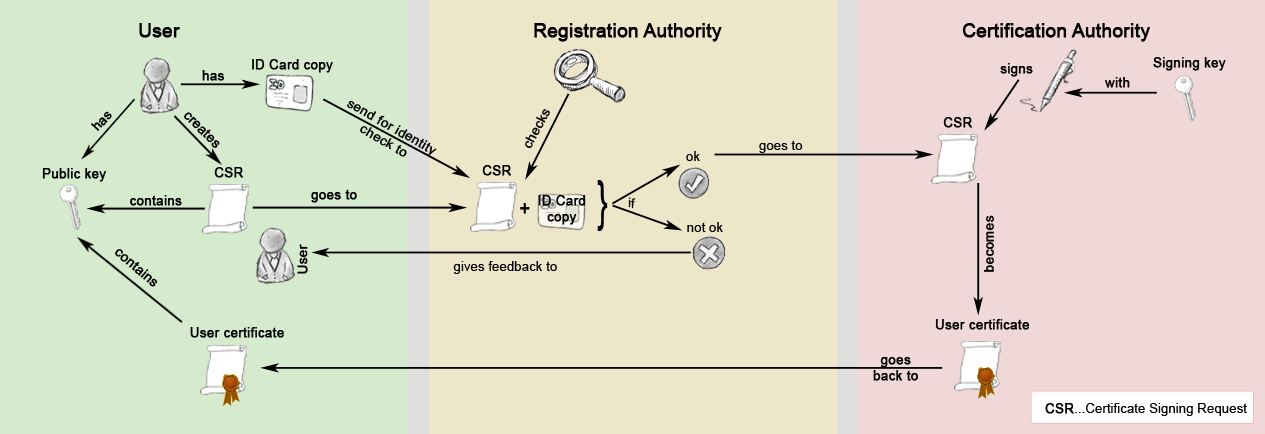 User
Registration Authority
Certification Authority
ID Card copy
has
has
creates
send for identity
check to
Public key
CSR
contains
goes to
User
contains
User certificate
checks
CSR
+
ID Card
copy
}
if
ok
not ok
goes to
gives feedback to
signs
with
Signing key
CSR
becomes
User certificate
goes
back to
CSR...Certificate Signing Request